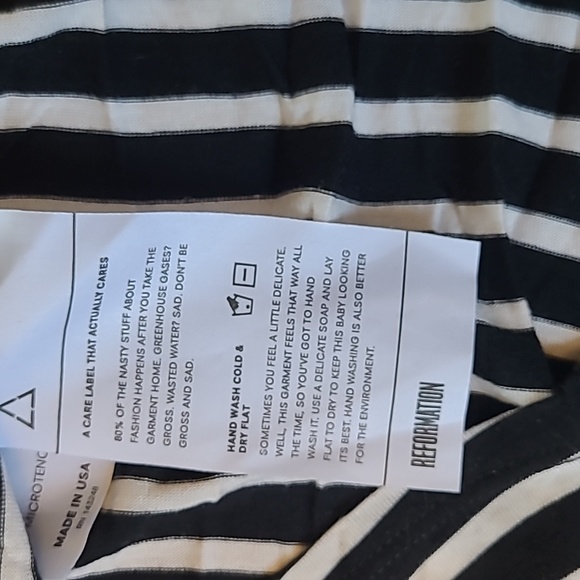 A CARE LABEL THAT ACTUALLY CARES
80% OF THE NASTY STUFF ABOUT
FASHION HAPPENS AFTER YOU TAKE THE
GARMENT HOME. GREENHOUSE GASES?
GROSS. WASTED WATER? SAD. DON'T BE
GROSS AND SAD.
HAND WASH COLD &
DRY FLAT
SOMETIMES YOU FEEL A LITTLE DELICATE.
WELL, THIS GARMENT FEELS THAT WAY ALL
THE TIME, SO YOU'VE GOT TO HAND
WASH IT. USE A DELICATE SOAP AND LAY
FLAT TO DRY TO KEEP THIS BABY LOOKING
ITS BEST. HAND WASHING IS ALSO BETTER
FOR THE ENVIRONMENT.
REFORMATION
MADE IN USA